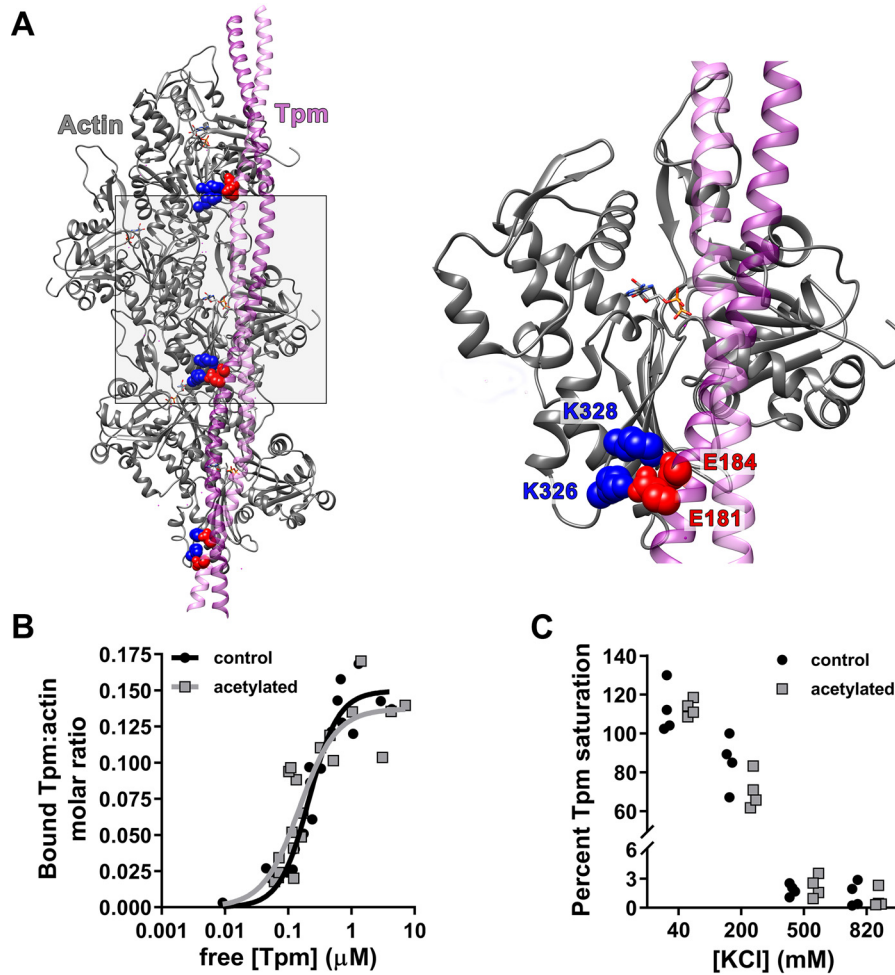 A
Actin
Tpm
K328
K326
E184
E181
B
control
acetylated
Bound Tpm:actin
molar ratio
0.175
0.150
0.125
0.100
0.075
0.050
0.025
0.000
0.001
0.01
0.1
1
10
free [Tpm] (μM)
C
control
acetylated
Percent Tpm saturation
140
120
100
80
60
6
3
0
40
200
500
820
[KCl] (mM)